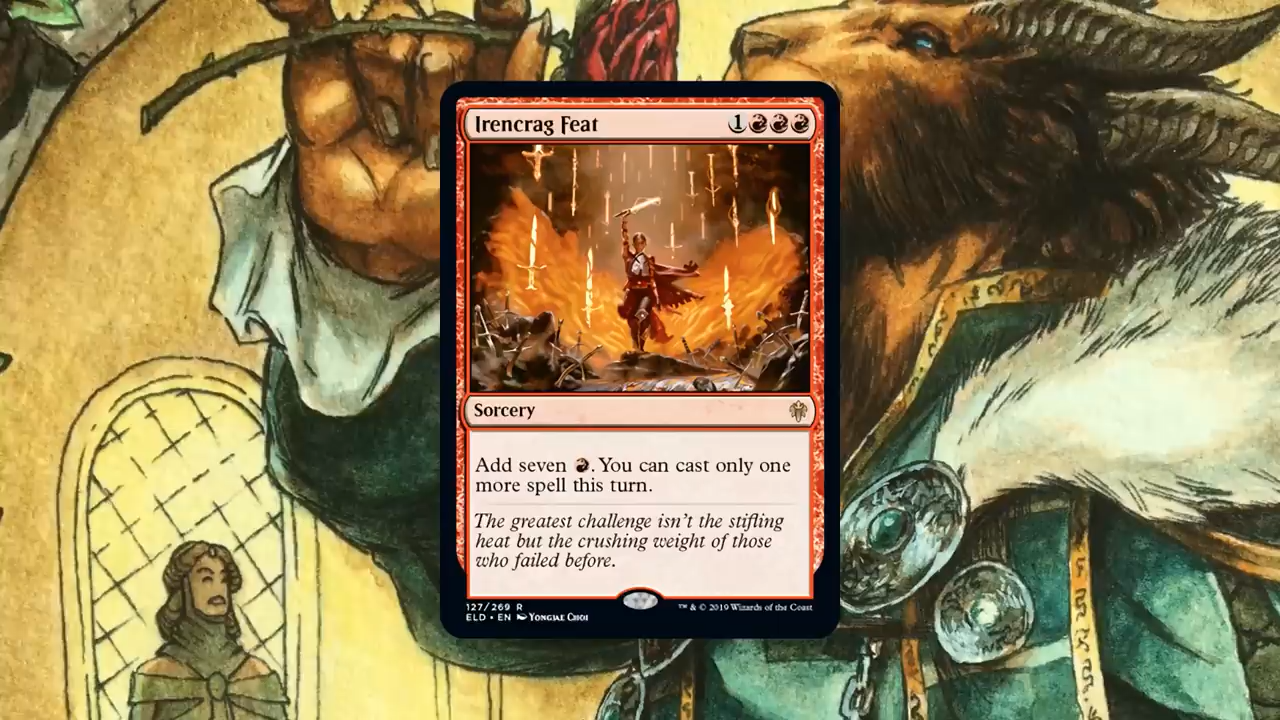 Irencrag Feat 1
Sorcery
Add seven . You can cast only one
more spell this turn.
The greatest challenge isn't the stifling
heat but the crushing weight of those
who failed before.
127/269 R
ELD • EN Yongjae Choi
™ & © 2019 Wizards of the Coast